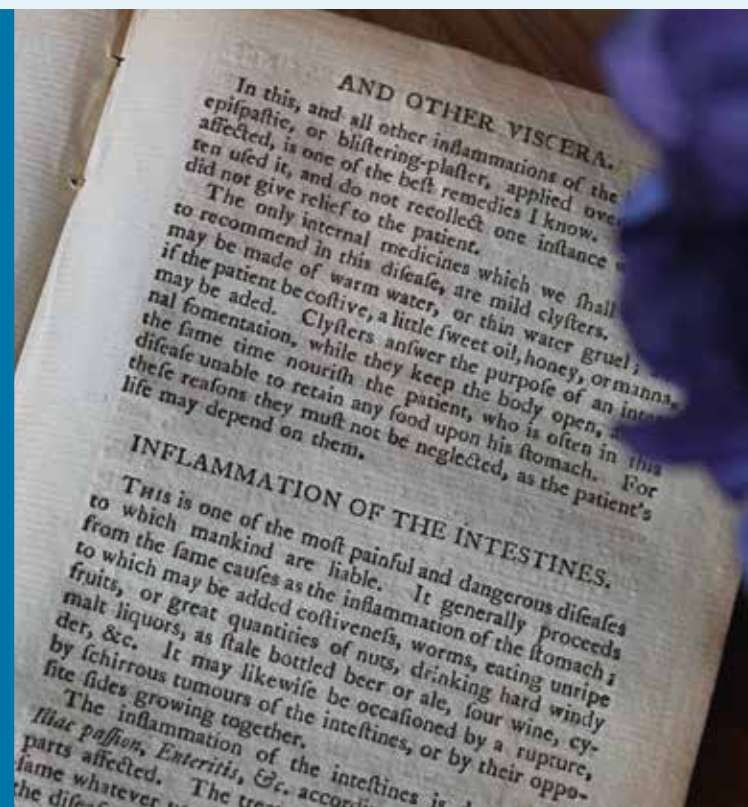 AND OTHER VISCERA.
In this, and all other inflammations of the
epiſpaſtic, or bliſtering-plaſter, applied over
affected, is one of the beſt remedies I know.
ten uſed it, and do not recollect one inſtance
did not give relief to the patient.
The only internal medicines which we ſhall
to recommend in this diſeaſe, are mild clyſters.
may be made of warm water, or thin water gruel;
if the patient be coſtive, a little ſweet oil, honey, or manna,
may be aded. Clyſters anſwer the purpoſe of an inter-
nal fomentation, while they keep the body open,
the ſame time nouriſh the patient, who is often in this
diſeaſe unable to retain any food upon his ſtomach. For
theſe reaſons they muſt not be neglected, as the patient's
life may depend on them.
INFLAMMATION OF THE INTESTINES.
THIS is one of the moſt painful and dangerous diſeaſes
to which mankind are liable. It generally proceeds
from the ſame cauſes as the inflammation of the ſtomach;
to which may be added coſtiveneſs, worms, eating unripe
fruits, or great quantities of nuts, drinking hard windy
malt liquors, as ſtale bottled beer or ale, ſour wine, cy-
der, &c. It may likewiſe be occaſioned by a rupture,
by ſchirrous tumours of the inteſtines, or by their oppo-
ſite ſides growing together.
The inflammation of the inteſtines is
Iliac paſſion, Enteritis, &c.
parts affected. The
ſame whatever
the